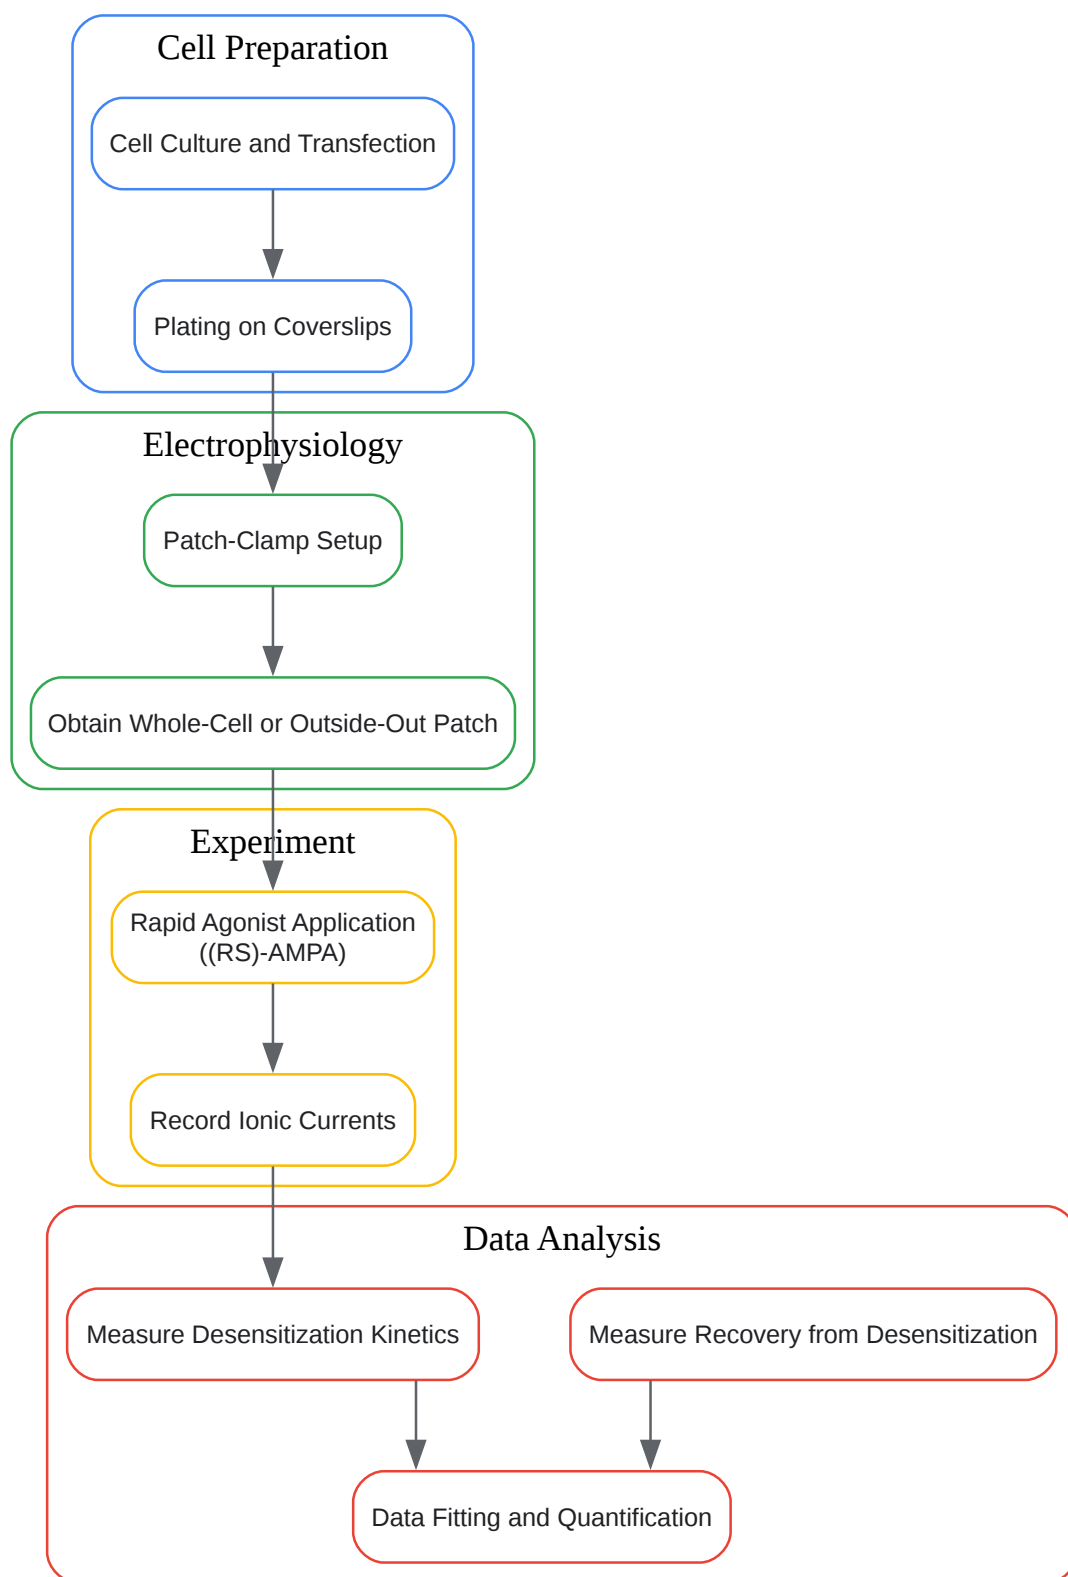 Cell Preparation
Cell Culture and Transfection
Plating on Coverslips
Electrophysiology
Patch-Clamp Setup
Obtain Whole-Cell or Outside-Out Patch
Experiment
Rapid Agonist Application
((RS)-AMPA)
Record Ionic Currents
Data Analysis
Measure Desensitization Kinetics
Measure Recovery from Desensitization
Data Fitting and Quantification